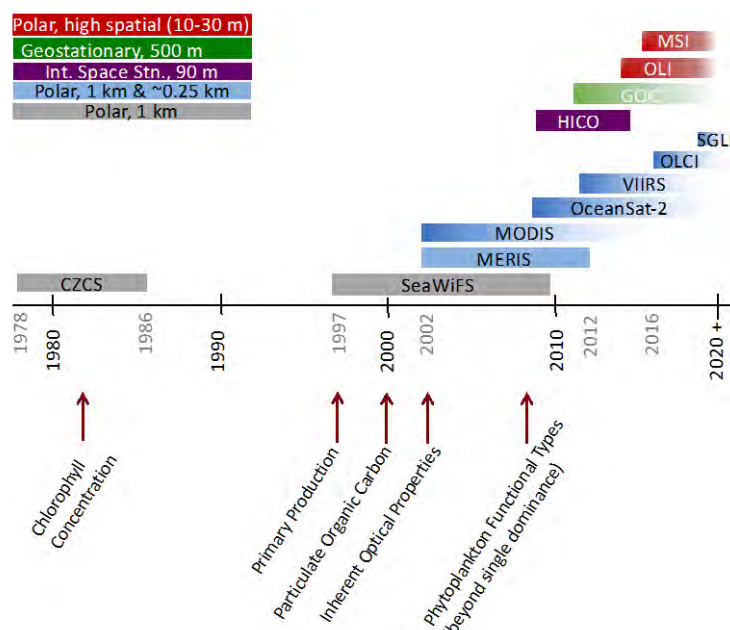 Polar, high spatial (10-30 m)
Geostationary, 500 m
Int. Space Stn., 90 m
Polar, 1 km & ~0.25 km
Polar, 1 km
MSI
OLI
GOC
HICO
SGLI
OLCI
VIIRS
OceanSat-2
MODIS
MERIS
CZCS
SeaWiFS
1978
1980
1986
1990
1997
2000
2002
2010
2012
2016
2020 +
Chlorophyll
Concentration
Primary Production
Particulate Organic Carbon
Inherent Optical Properties
Phytoplankton Functional Types
(beyond single dominance)